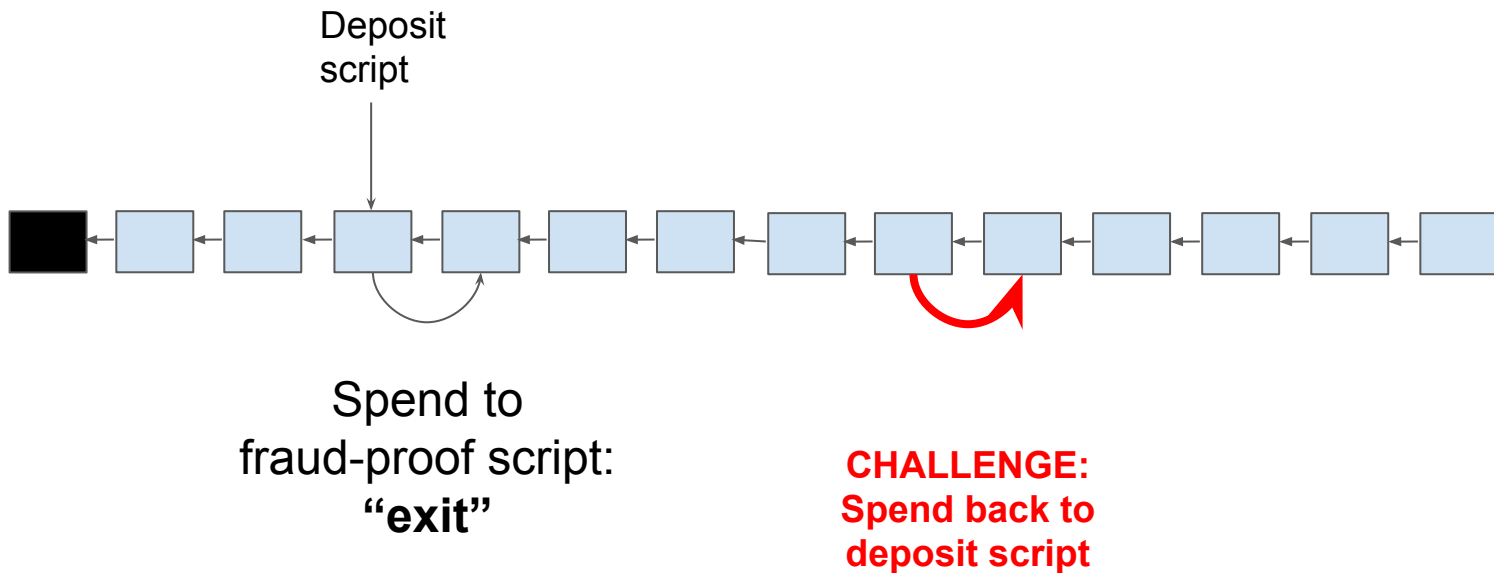 Deposit
script
Spend to
fraud-proof script:
“exit”
CHALLENGE:
Spend back to
deposit script